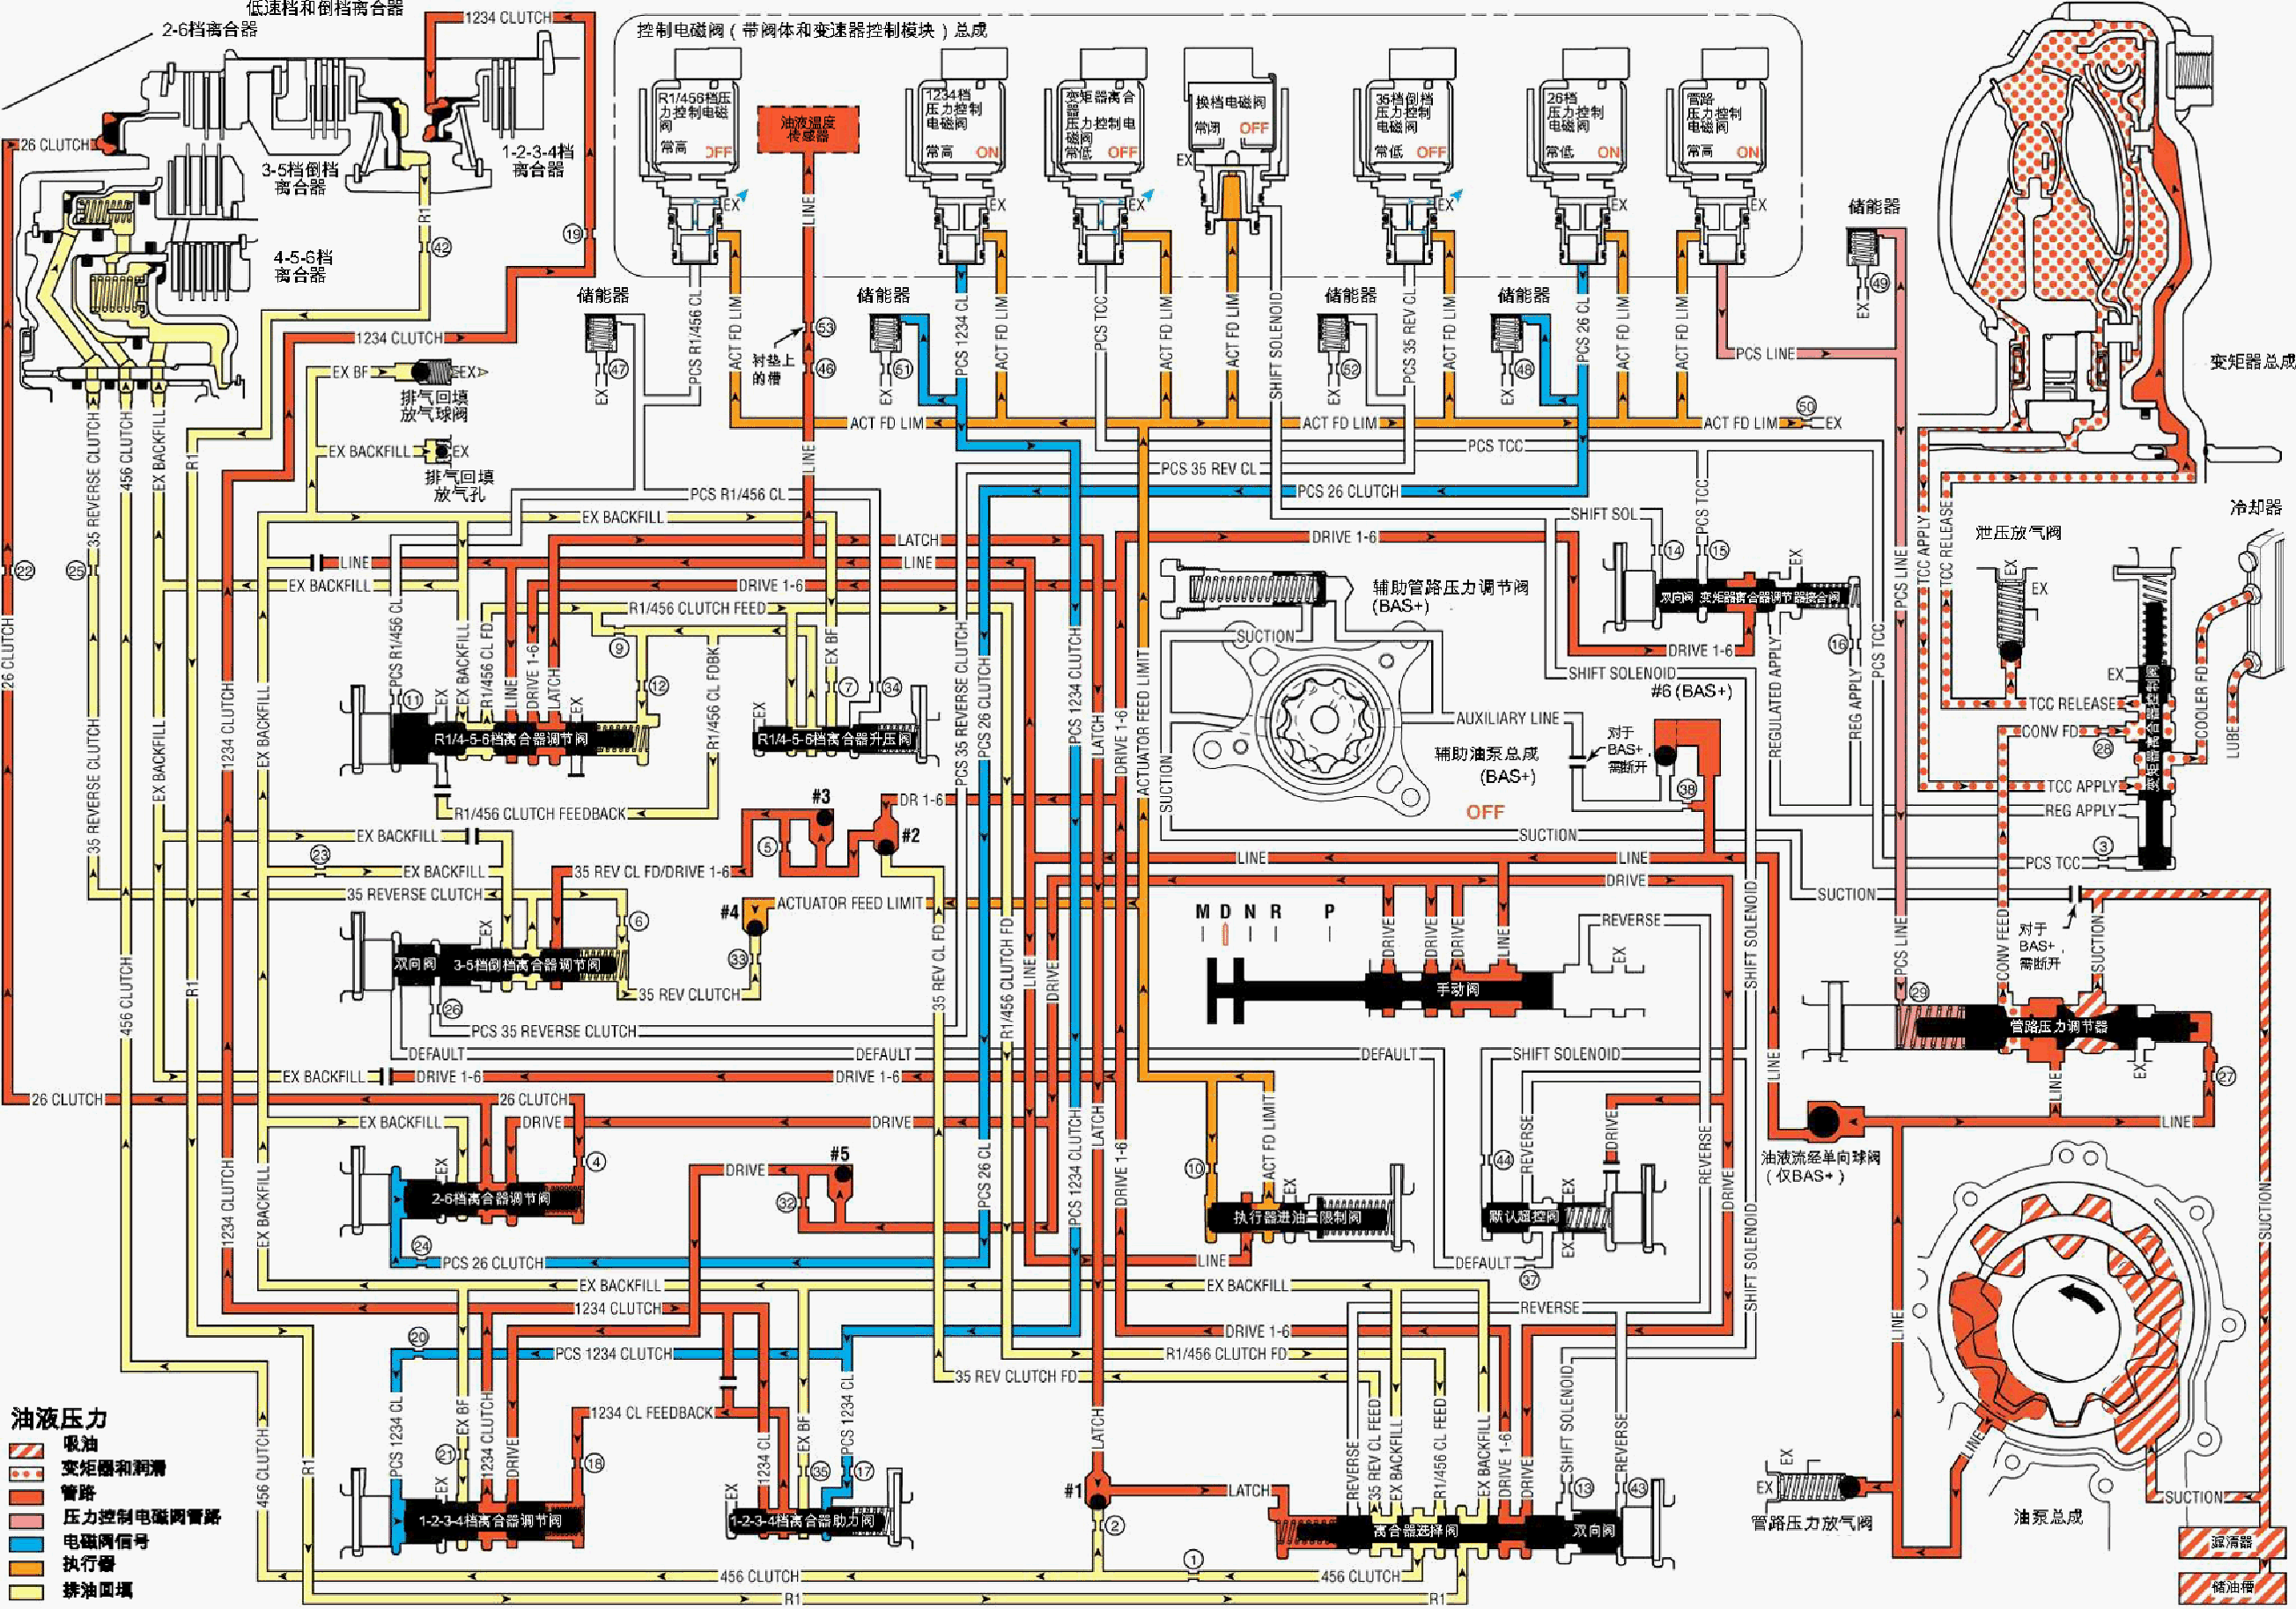 低速档和倒档离合器
2-6档离合器
1234 CLUTCH
26 CLUTCH
3-5档倒档
离合器
1-2-3-4档
离合器
4-5-6档
离合器
R1
42
19
1234 CLUTCH
控制电磁阀（带阀体和变速器控制模块）总成
R1/456档压
力控制电磁
阀
常高 OFF
油液温度
传感器
1234档
压力控制
电磁阀
常高 ON
变矩器离合
器
压力控制电
磁阀
常低 OFF
换档电磁阀
常闭 OFF
35档倒档
压力控制
电磁阀
常低 OFF
26档
压力控制
电磁阀
常低 ON
管路
压力控制
电磁阀
常高 ON
EX
EX
EX
EX
EX
EX
EX
储能器
储能器
储能器
储能器
储能器
47
51
52
48
49
EX
EX
EX
EX
EX
PCS R1/456 CL
ACT FD LIM
LINE
53
46
衬垫上
的槽
PCS 1234 CL
ACT FD LIM
PCS TCC
ACT FD LIM
ACT FD LIM
SHIFT SOLENOID
PCS 35 REV CL
ACT FD LIM
PCS 26 CL
ACT FD LIM
ACT FD LIM
PCS LINE
变矩器总成
EX BF
EX
排气回填
放气球阀
EX BACKFILL
EX
排气回填
放气孔
35 REVERSE CLUTCH
456 CLUTCH
EX BACKFILL
R1
ACT FD LIM
ACT FD LIM
ACT FD LIM
50
EX
PCS TCC
PCS 35 REV CL
PCS R1/456 CL
PCS 26 CLUTCH
LINE
EX BACKFILL
SHIFT SOL
PCS TCC
LATCH
DRIVE 1-6
LINE
LINE
EX BACKFILL
DRIVE 1-6
R1/456 CLUTCH FEED
22
25
26 CLUTCH
14
15
EX
双向阀
变矩器离合器调节器接合阀
16
DRIVE 1-6
SHIFT SOLENOID
辅助管路压力调节阀
(BAS+)
SUCTION
泄压放气阀
EX
EX
冷却器
TCC APPLY
TCC RELEASE
PCS LINE
PCS TCC
REGULATED APPLY
REG APPLY
COOLER FD
LUBE
EX
TCC RELEASE
CONV FD
28
TCC APPLY
REG APPLY
PCS TCC
3
变矩器离合器控制阀
PCS R1/456 CL
11
EX
EX BACKFILL
R1/456 CL FD
LINE
DRIVE 1-6
LATCH
EX
9
12
R1/456 CL FDBK
EX BF
EX
7
34
R1/4-5-6档离合器调节阀
R1/4-5-6档离合器升压阀
R1/456 CLUTCH FEEDBACK
PCS 35 REVERSE CLUTCH
PCS 26 CLUTCH
PCS 1234 CLUTCH
LATCH
DRIVE 1-6
ACTUATOR FEED LIMIT
SUCTION
AUXILIARY LINE
#6 (BAS+)
对于
BAS+
需断开
38
辅助油泵总成
(BAS+)
OFF
SUCTION
35 REVERSE CLUTCH
EX BACKFILL
1234 CLUTCH
EX BACKFILL
#3
DR 1-6
#2
5
EX BACKFILL
23
EX BACKFILL
35 REV CL FD/DRIVE 1-6
35 REVERSE CLUTCH
#4
ACTUATOR FEED LIMIT
LINE
LINE
DRIVE
SUCTION
对于
BAS+
需断开
SUCTION
CONV FEED
PCS LINE
EX
6
33
双向阀
3-5档倒档离合器调节阀
26
35 REV CLUTCH
PCS 35 REVERSE CLUTCH
35 REV CL FD
R1/456 CLUTCH FD
LINE
DRIVE
M D N R P
DRIVE
DRIVE
DRIVE
LINE
REVERSE
EX
手动阀
SHIFT SOLENOID
29
管路压力调节器
EX
27
LINE
LINE
456 CLUTCH
R1
DEFAULT
DEFAULT
DEFAULT
SHIFT SOLENOID
EX BACKFILL
DRIVE 1-6
DRIVE 1-6
26 CLUTCH
26 CLUTCH
EX BACKFILL
DRIVE
DRIVE
LINE
油液流经单向球阀
（仅BAS+）
EX
4
2-6档离合器调节阀
24
PCS 26 CLUTCH
DRIVE
#5
32
PCS 26 CL
PCS 1234 CLUTCH
LATCH
DRIVE 1-6
10
ACT FD LIMIT
EX
执行器进油量限制阀
LINE
44
REVERSE
EX
DRIVE
默认超控阀
EX
DEFAULT
37
REVERSE
DRIVE
SHIFT SOLENOID
SUCTION
1234 CLUTCH
EX BACKFILL
EX BACKFILL
EX BACKFILL
1234 CLUTCH
REVERSE
DRIVE 1-6
SHIFT SOLENOID
LINE
20
PCS 1234 CLUTCH
R1/456 CLUTCH FD
35 REV CLUTCH FD
1234 CL FEEDBACK
PCS 1234 CL
21
EX
EX BF
1234 CLUTCH
DRIVE
18
EX
1234 CL
EX BF
35
PCS 1234 CL
17
1-2-3-4档离合器调节阀
1-2-3-4档离合器助力阀
LATCH
#1
LATCH
2
REVERSE
35 REV CL FEED
EX BACKFILL
R1/456 CL FEED
EX BACKFILL
DRIVE 1-6
DRIVE
SHIFT SOLENOID
13
REVERSE
43
离合器选择阀
双向阀
456 CLUTCH
R1
456 CLUTCH
1
456 CLUTCH
R1
R1
EX
EX
管路压力放气阀
LINE
油泵总成
SUCTION
滤清器
储油槽
油液压力
吸油
变矩器和润滑
管路
压力控制电磁阀管路
电磁阀信号
执行器
排油回填